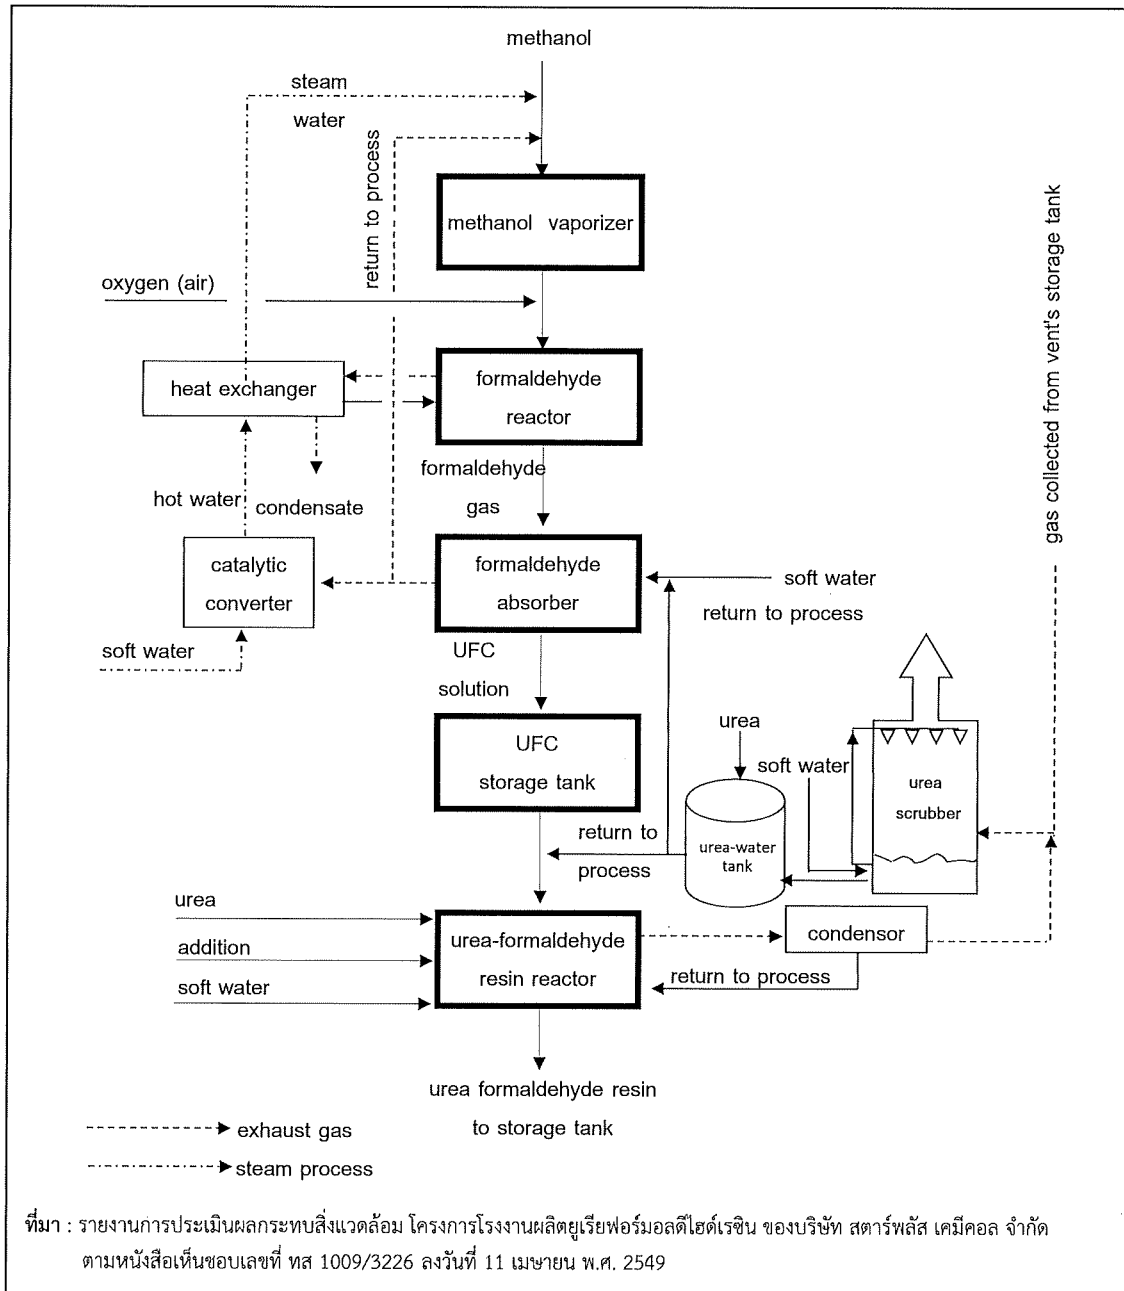 methanol
steam
water
return to process
methanol vaporizer
oxygen (air)
heat exchanger
formaldehyde
reactor
formaldehyde
gas
hot water
condensate
catalytic
converter
formaldehyde
absorber
soft water
return to process
soft water
UFC
solution
UFC
storage tank
urea
soft water
urea
scrubber
gas collected from vent's storage tank
return to
process
urea-water
tank
urea
addition
soft water
urea-formaldehyde
resin reactor
condensor
return to process
urea formaldehyde resin
to storage tank
exhaust gas
steam process
ที่มา : รายงานการประเมินผลกระทบสิ่งแวดล้อม โครงการโรงงานผลิตยูเรียฟอร์มอลดีไฮด์เรซิน ของบริษัท สตาร์พลัส เคมีคอล จำกัด
ตามหนังสือเห็นชอบเลขที่ ทส 1009/3226 ลงวันที่ 11 เมษายน พ.ศ. 2549